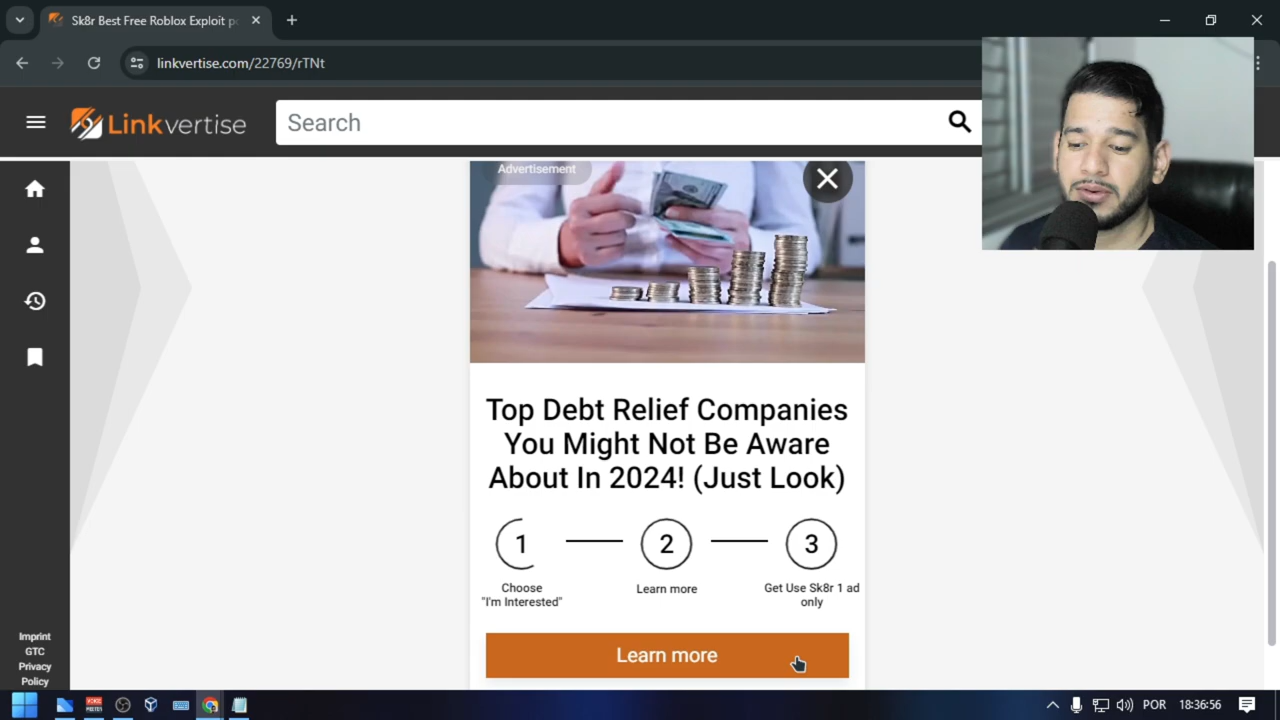 Sk8r Best Free Roblox Exploit po
linkvertise.com/22769/rTNt
Linkvertise
Search
Advertisement
Top Debt Relief Companies
You Might Not Be Aware
About In 2024! (Just Look)
1
2
3
Choose
"I'm Interested"
Learn more
Get Use Sk8r 1 ad
only
Learn more
Imprint
GTC
Privacy
Policy
POR
18:36:56